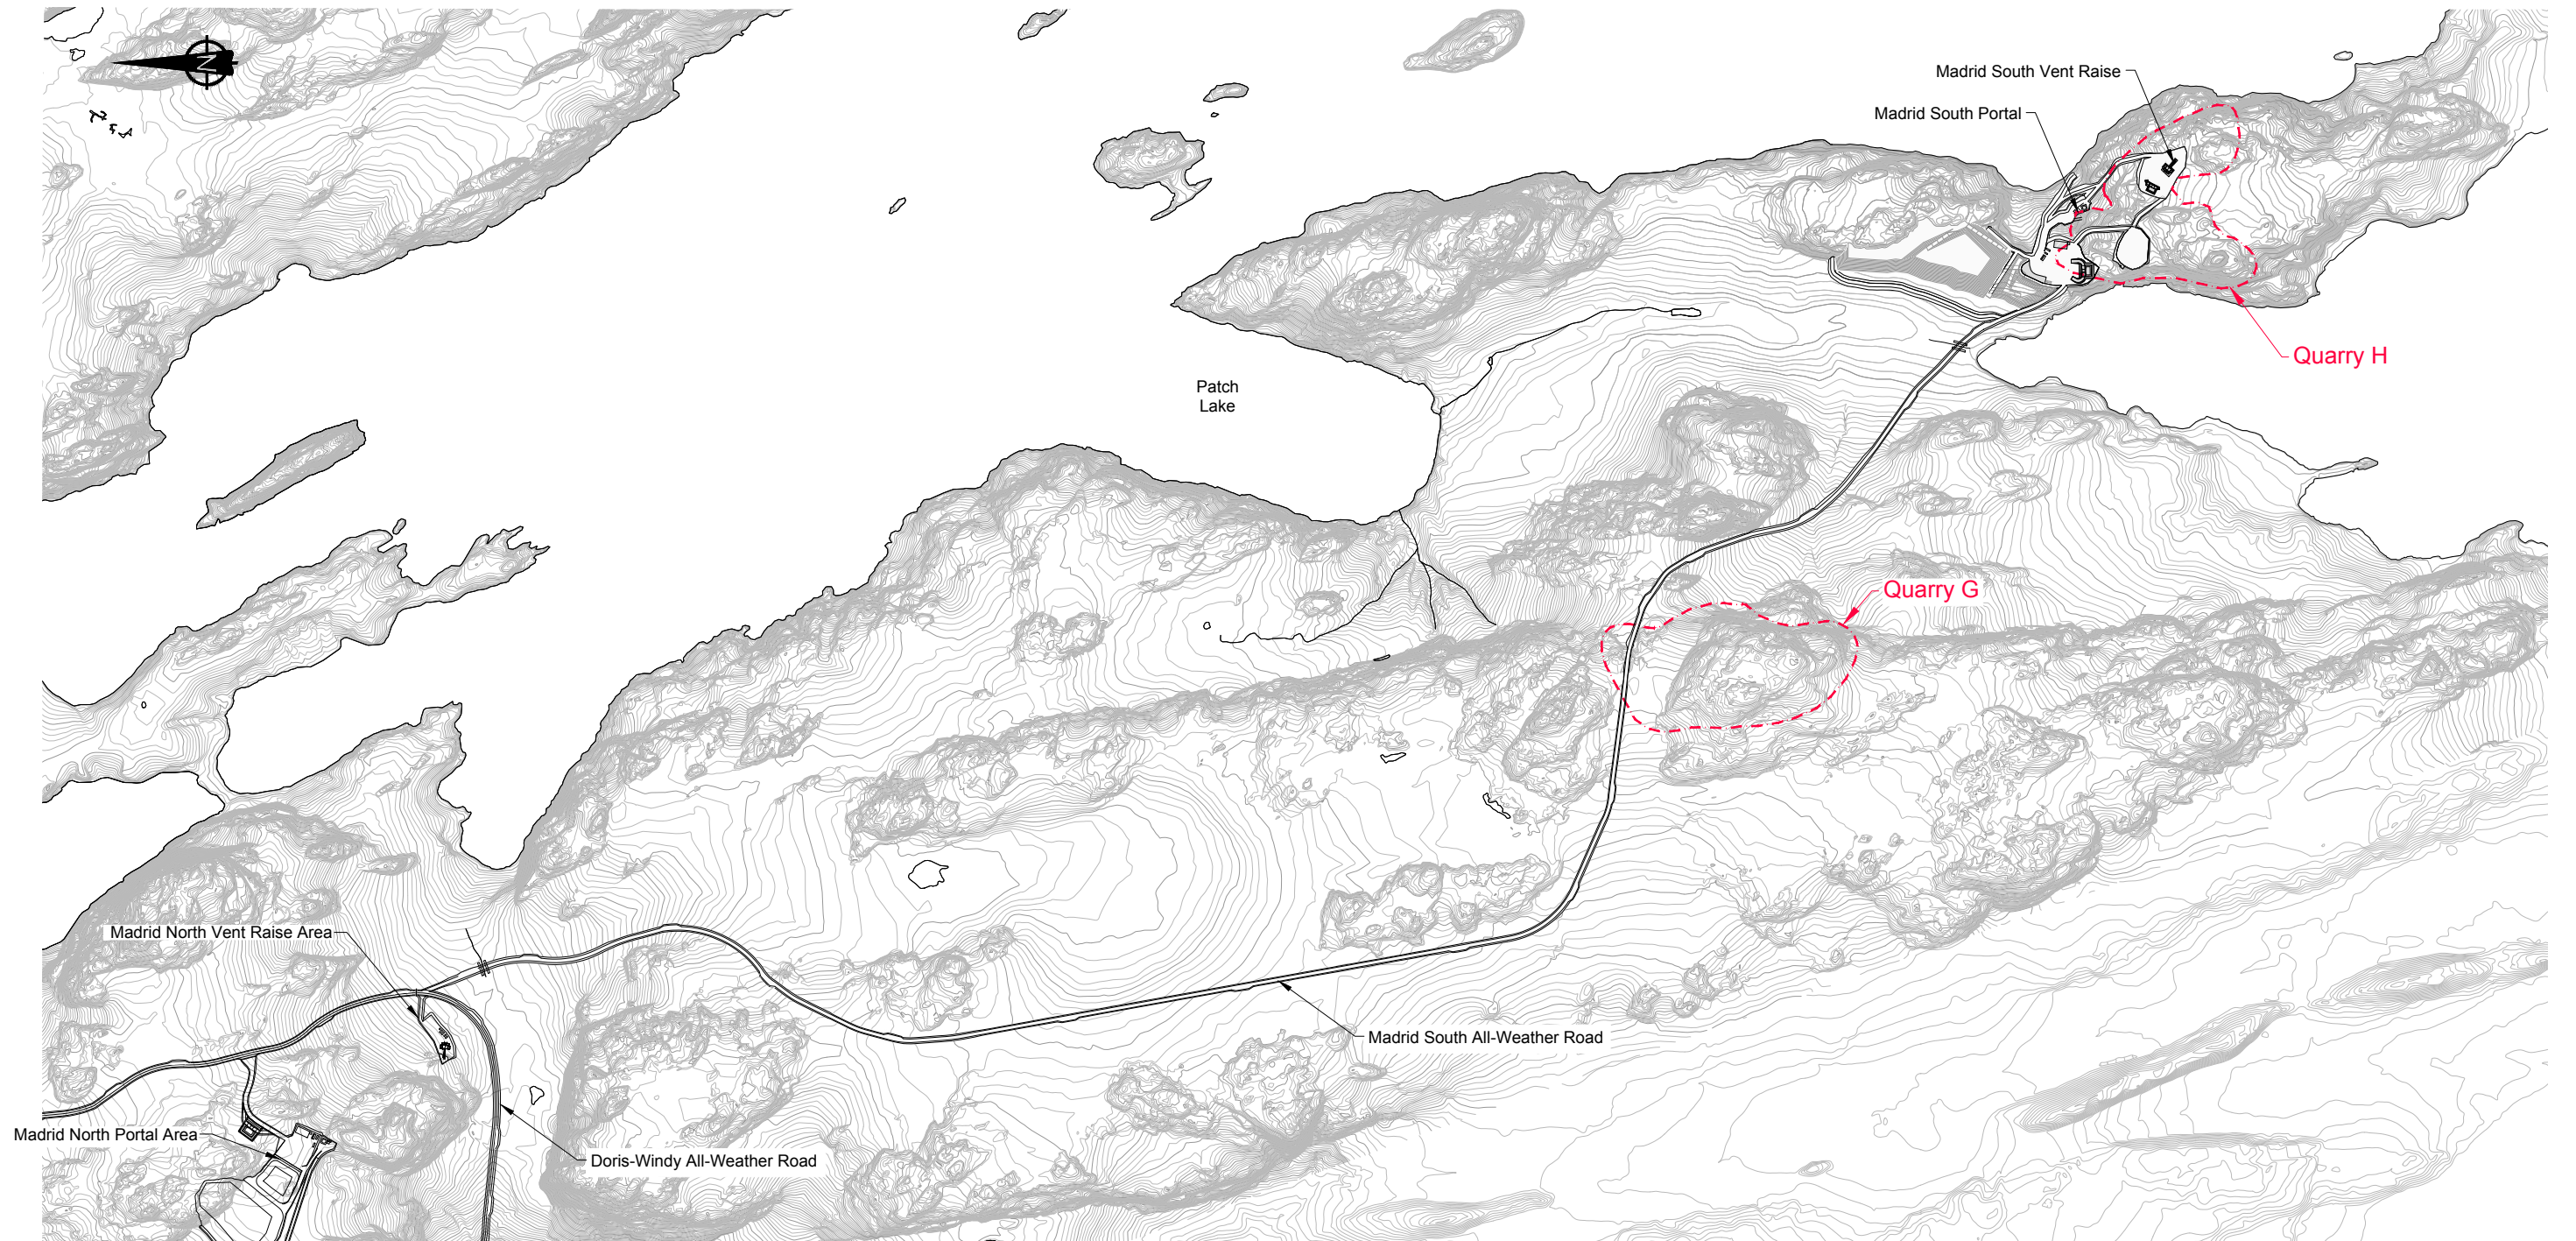 N
Madrid South Vent Raise
Madrid South Portal
Quarry H
Patch
Lake
Quarry G
Madrid North Vent Raise Area
Madrid South All-Weather Road
Madrid North Portal Area
Doris-Windy All-Weather Road